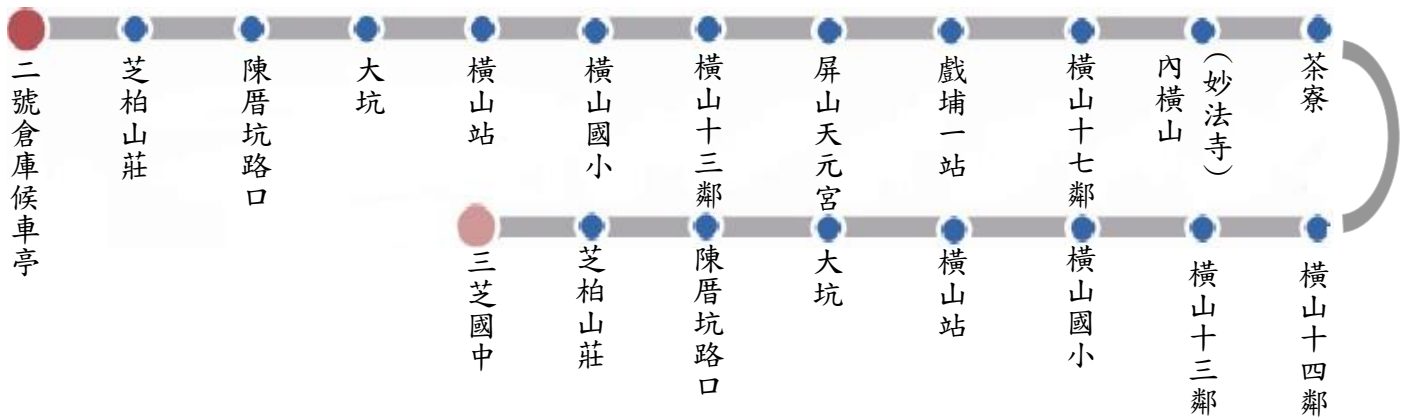 二號倉庫候車亭
芝柏山莊
陳厝坑路口
大坑
橫山站
橫山國小
橫山十三鄰
屏山天元宮
戲埔一站
橫山十七鄰
內橫山
（妙法寺）
茶寮
橫山十四鄰
橫山十三鄰
橫山國小
橫山站
大坑
陳厝坑路口
芝柏山莊
三芝國中